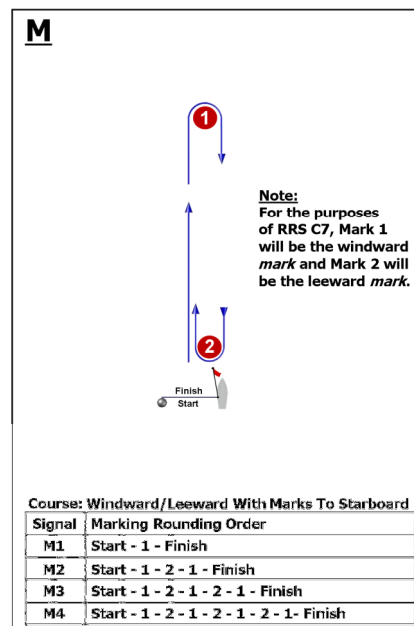 M
1
Note:
For the purposes
of RRS C7, Mark 1
will be the windward
mark and Mark 2 will
be the leeward mark.
2
Finish
Start
Course: Windward/Leeward With Marks To Starboard
Signal Marking Rounding Order
M1 Start - 1 - Finish
M2 Start - 1 - 2 - 1 - Finish
M3 Start - 1 - 2 - 1 - 2 - 1 - Finish
M4 Start - 1 - 2 - 1 - 2 - 1 - 2 - 1- Finish